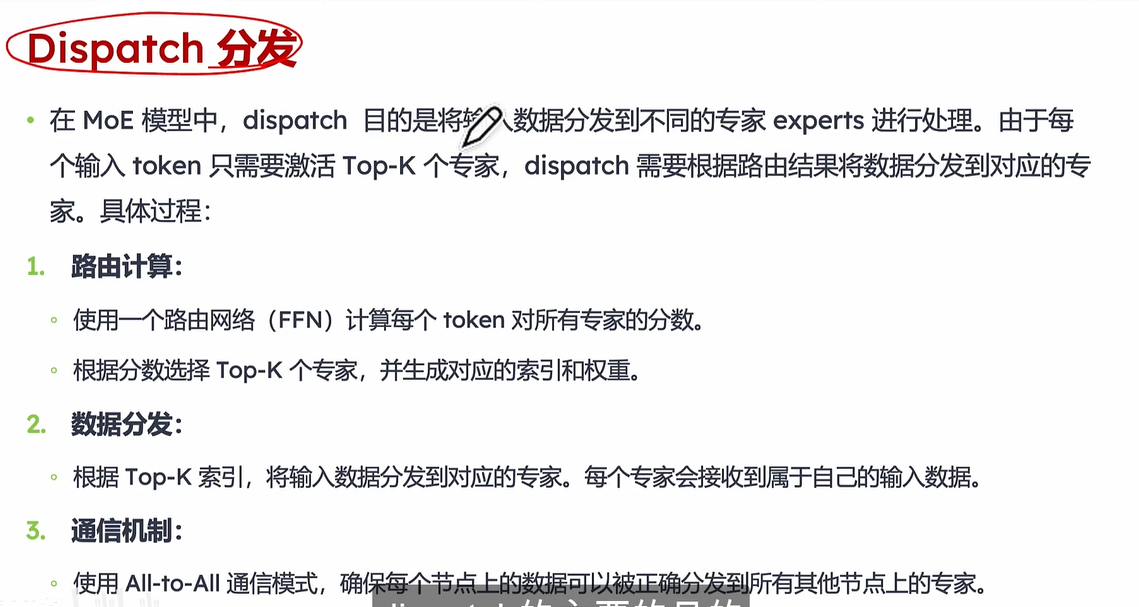 Dispatch 分发
• 在 MoE 模型中，dispatch 目的是将输入数据分发到不同的专家 experts 进行处理。由于每
个输入 token 只需要激活 Top-K 个专家，dispatch 需要根据路由结果将数据分发到对应的专
家。具体过程：
1. 路由计算：
◦ 使用一个路由网络（FFN）计算每个 token 对所有专家的分数。
◦ 根据分数选择 Top-K 个专家，并生成对应的索引和权重。
2. 数据分发：
◦ 根据 Top-K 索引，将输入数据分发到对应的专家。每个专家会接收到属于自己的输入数据。
3. 通信机制：
◦ 使用 All-to-All 通信模式，确保每个节点上的数据可以被正确分发到所有其他节点上的专家。
的主要的目的